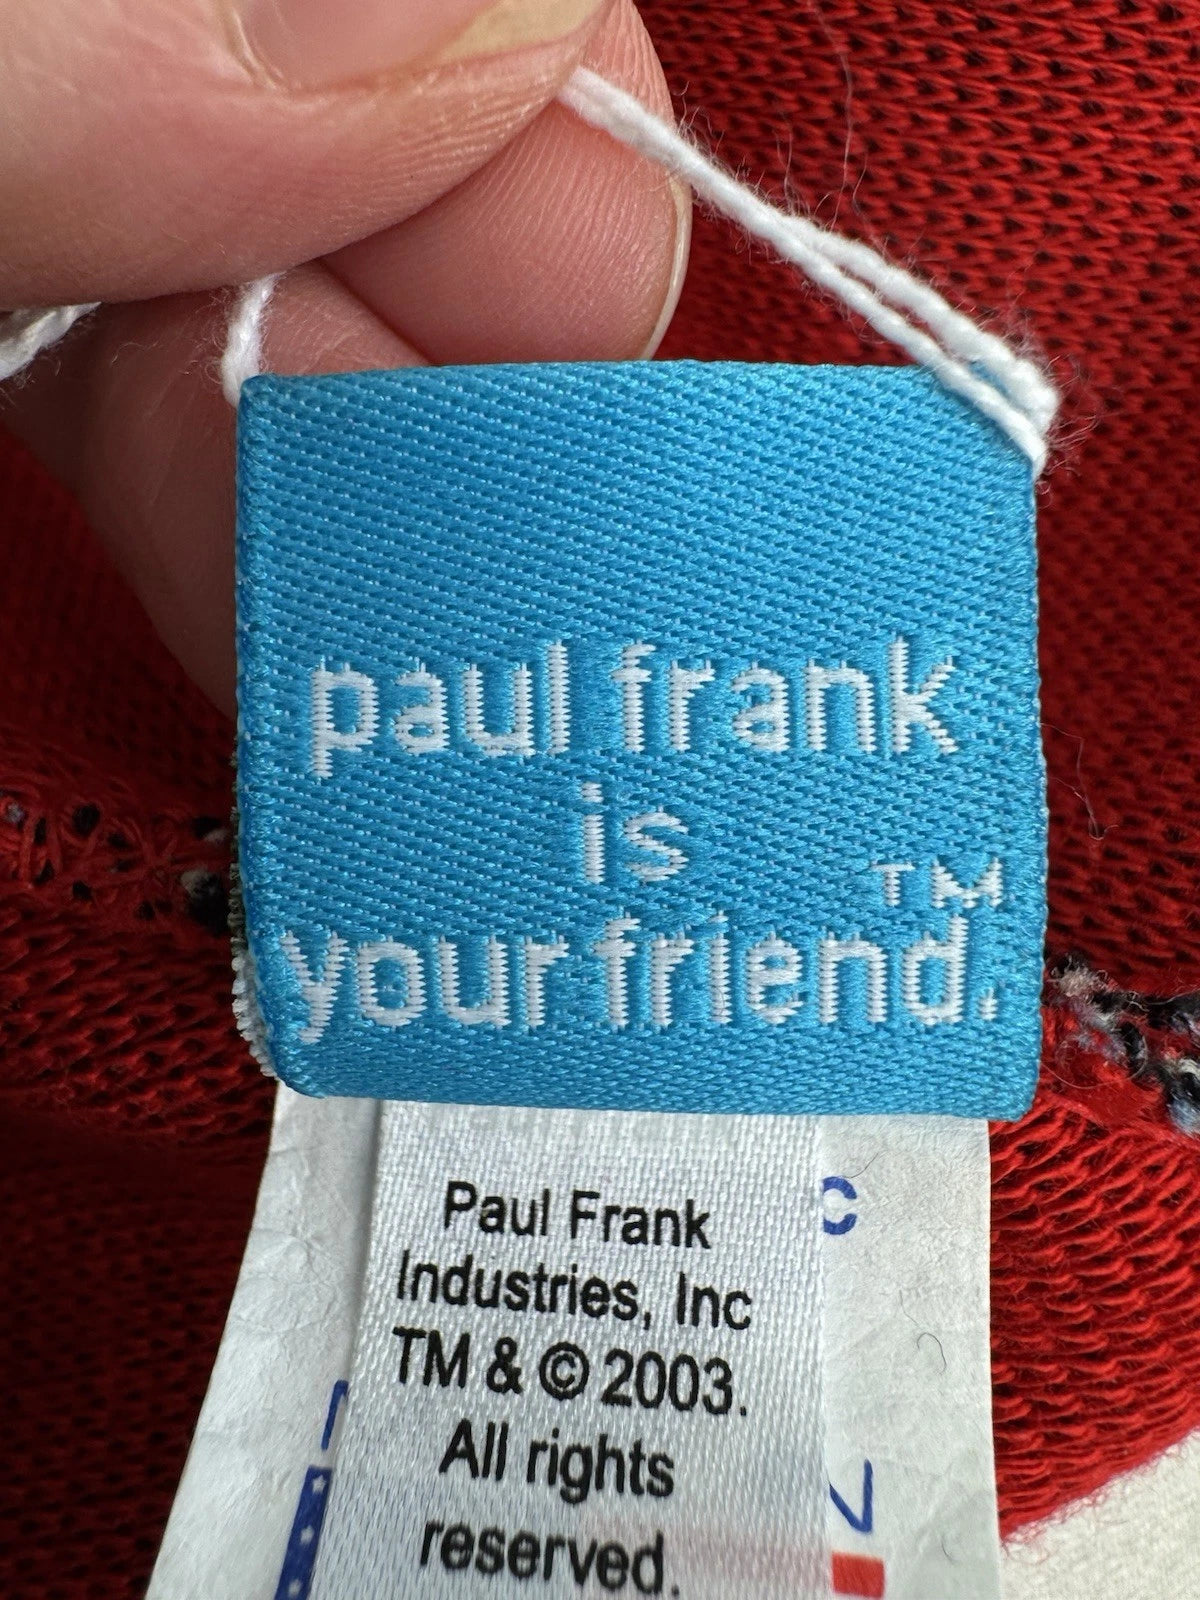 paul frank
is
your friend.™
Paul Frank
Industries, Inc
TM & © 2003.
All rights
reserved.
C